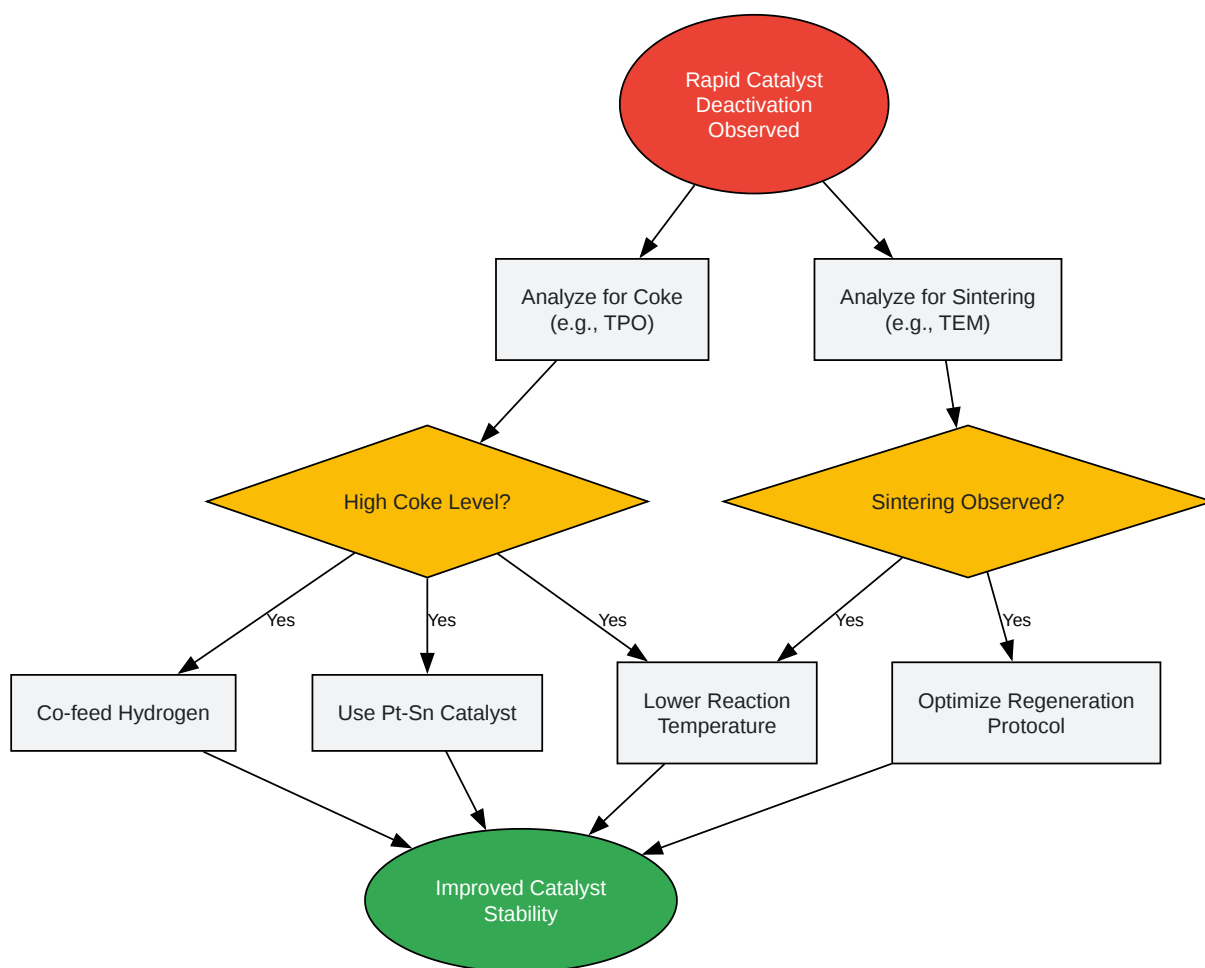 Rapid Catalyst
Deactivation
Observed
Analyze for Coke
(e.g., TPO)
Analyze for Sintering
(e.g., TEM)
High Coke Level?
Sintering Observed?
Yes
Yes
Yes
Yes
Yes
Co-feed Hydrogen
Use Pt-Sn Catalyst
Lower Reaction
Temperature
Optimize Regeneration
Protocol
Improved Catalyst
Stability